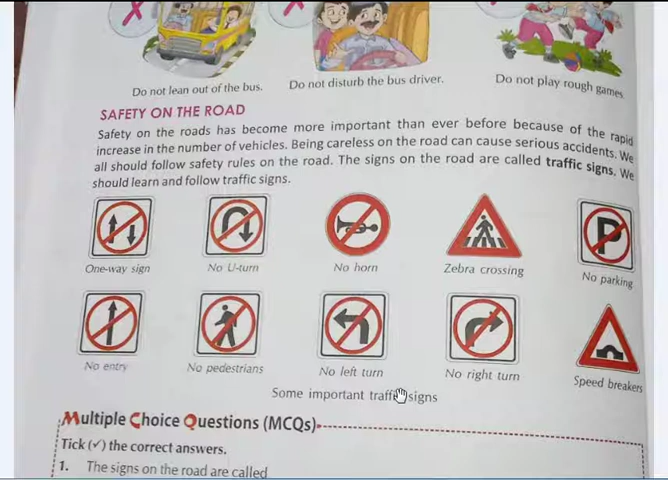 Do not lean out of the bus.
Do not disturb the bus driver.
Do not play rough games.
SAFETY ON THE ROAD
Safety on the roads has become more important than ever before because of the rapid
increase in the number of vehicles. Being careless on the road can cause serious accidents. We
all should follow safety rules on the road. The signs on the road are called traffic signs. We
should learn and follow traffic signs.
P
One-way sign
No U-turn
No horn
Zebra crossing
No parking
No entry
No pedestrians
No left turn
No right turn
Speed breakers
Some important traffic signs
Multiple Choice Questions (MCQs)
Tick (✓) the correct answers.
1. The signs on the road are called